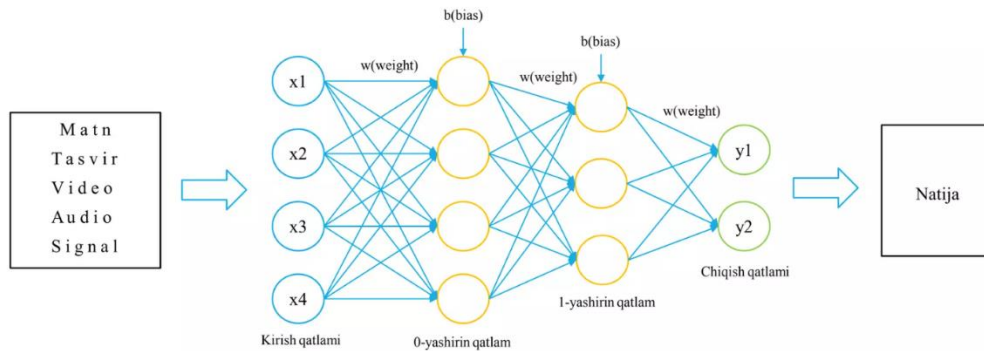 Matn
Tasvir
Video
Audio
Signal
x1
x2
x3
x4
Kirish qatlami
w(weight)
b(bias)
0-yashirin qatlam
w(weight)
b(bias)
1-yashirin qatlam
w(weight)
y1
y2
Chiqish qatlami
Natija